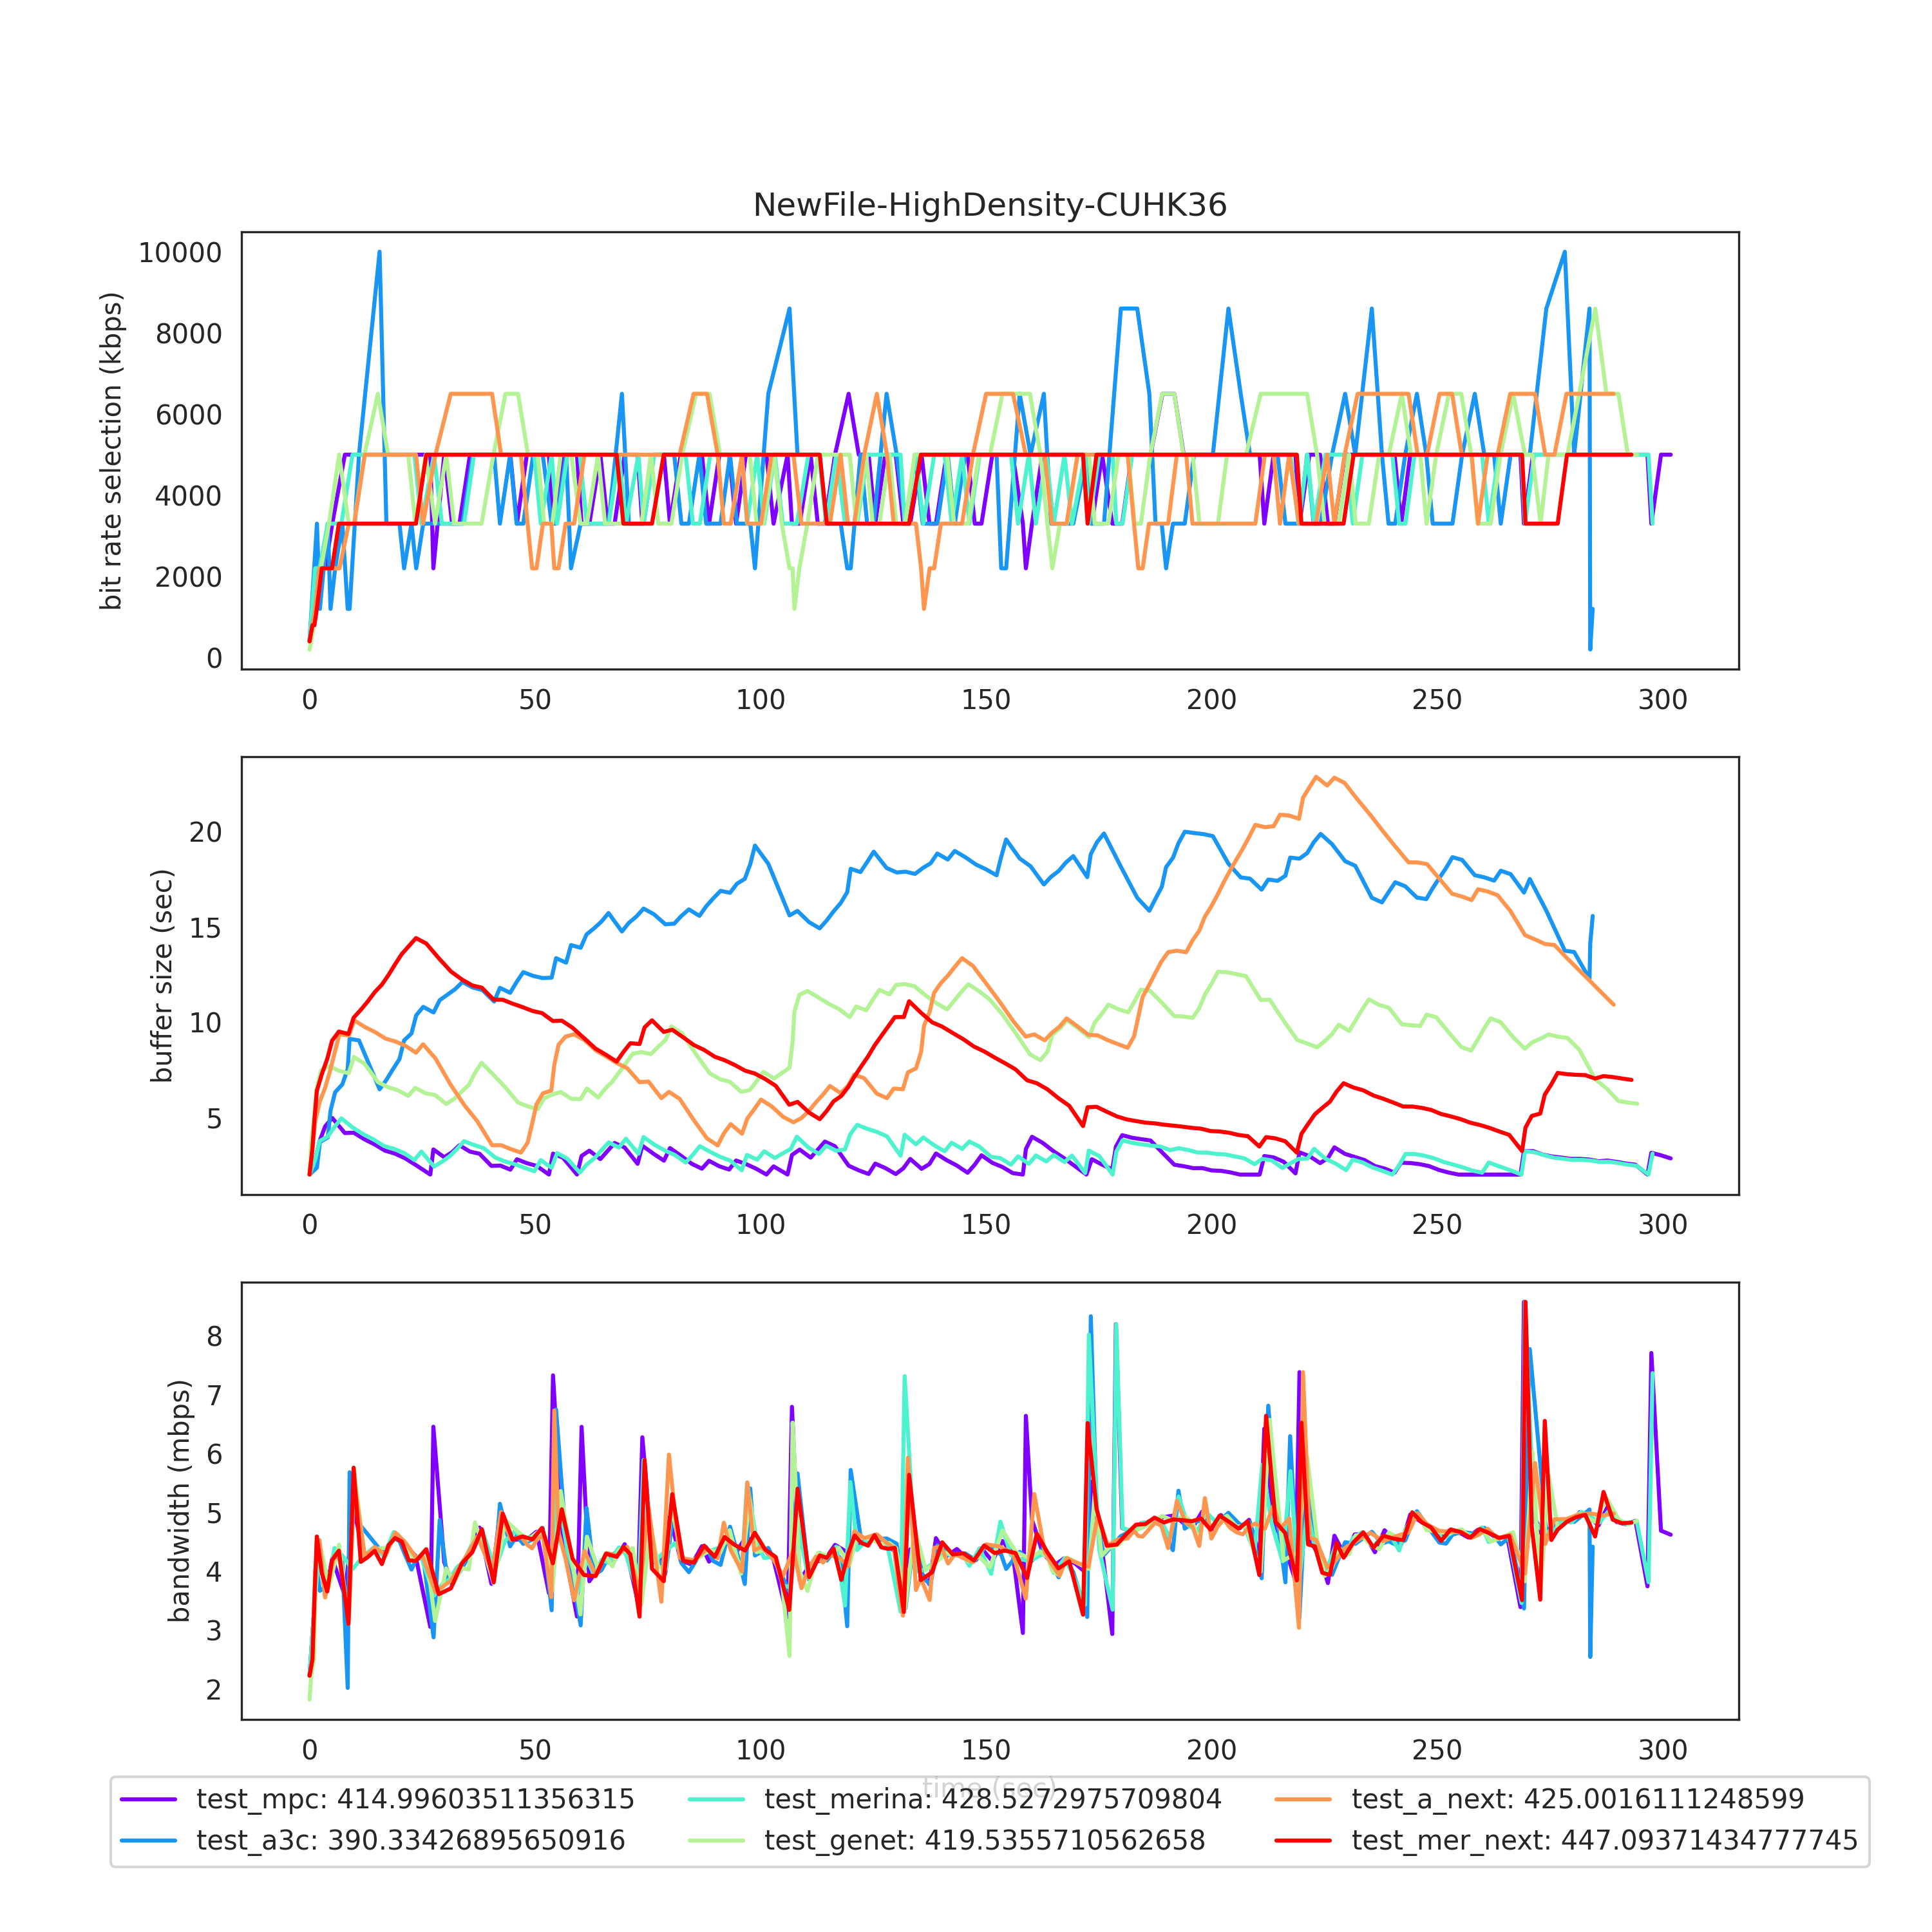 NewFile-HighDensity-CUHK36
bit rate selection (kbps)
10000
8000
6000
4000
2000
0
0 50 100 150 200 250 300
buffer size (sec)
20
15
10
5
0 50 100 150 200 250 300
bandwidth (mbps)
8
7
6
5
4
3
2
0 50 100 150 200 250 300
time (sec)
test_mpc: 414.99603511356315 test_merina: 428.5272975709804 test_a_next: 425.0016111248599
test_a3c: 390.33426895650916 test_genet: 419.5355710562658 test_mer_next: 447.09371434777745